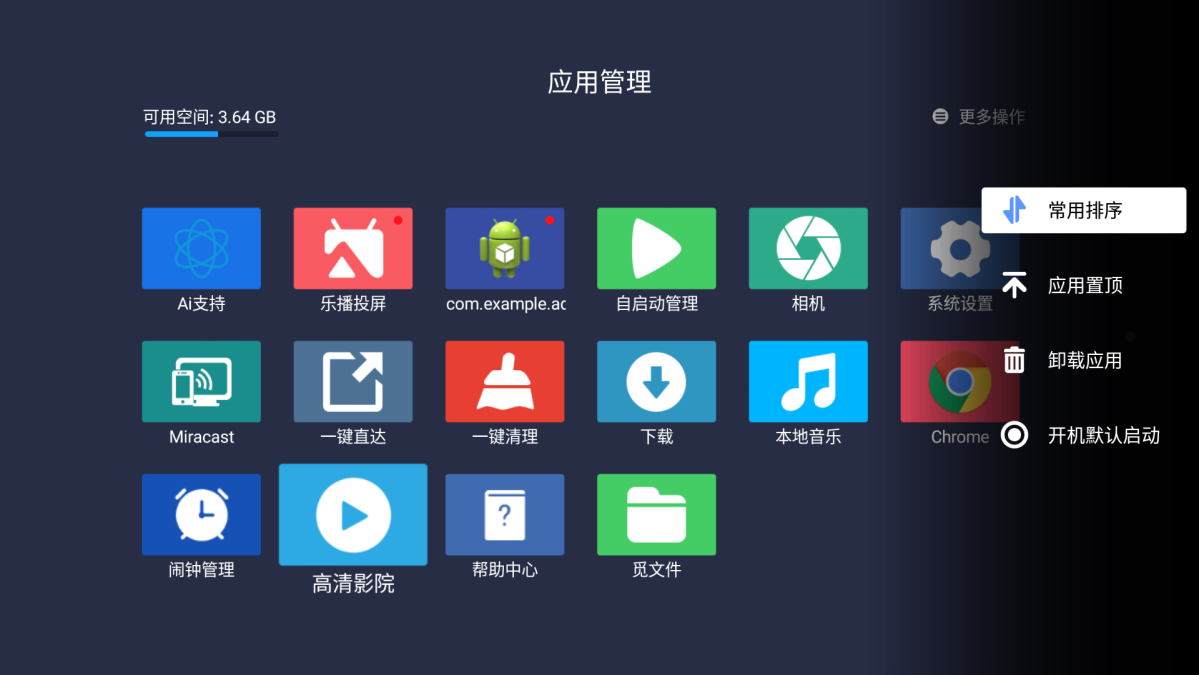 应用管理
可用空间: 3.64 GB
更多操作
常用排序
应用置顶
卸载应用
开机默认启动
Ai支持
乐播投屏
com.example.ac
自启动管理
相机
系统设置
Miracast
一键直达
一键清理
下载
本地音乐
Chrome
闹钟管理
高清影院
?
帮助中心
觅文件